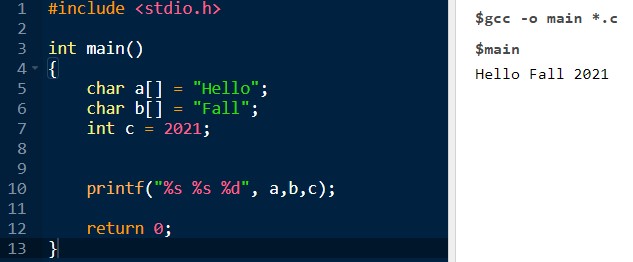 1 #include <stdio.h>
2
3 int main()
4 {
5     char a[] = "Hello";
6     char b[] = "Fall";
7     int c = 2021;
8
9
10     printf("%s %s %d", a,b,c);
11
12     return 0;
13 }
$gcc -o main *.c
$main
Hello Fall 2021